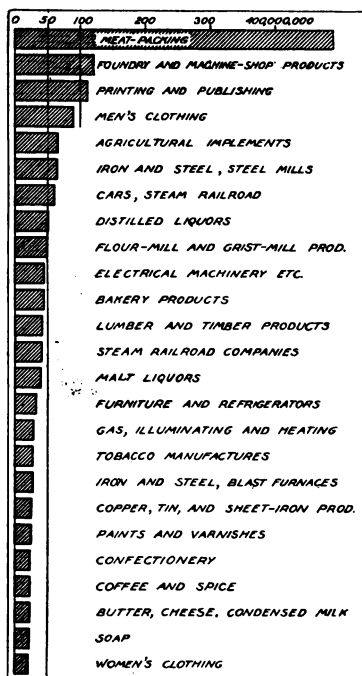 0 50 100 200 300 400,000,000
MEAT-PACKING
FOUNDRY AND MACHINE-SHOP PRODUCTS
PRINTING AND PUBLISHING
MEN'S CLOTHING
AGRICULTURAL IMPLEMENTS
IRON AND STEEL, STEEL MILLS
CARS, STEAM RAILROAD
DISTILLED LIQUORS
FLOUR-MILL AND GRIST-MILL PROD.
ELECTRICAL MACHINERY ETC.
BAKERY PRODUCTS
LUMBER AND TIMBER PRODUCTS
STEAM RAILROAD COMPANIES
MALT LIQUORS
FURNITURE AND REFRIGERATORS
GAS, ILLUMINATING AND HEATING
TOBACCO MANUFACTURES
IRON AND STEEL, BLAST FURNACES
COPPER, TIN, AND SHEET-IRON PROD.
PAINTS AND VARNISHES
CONFECTIONERY
COFFEE AND SPICE
BUTTER, CHEESE, CONDENSED MILK
SOAP
WOMEN'S CLOTHING